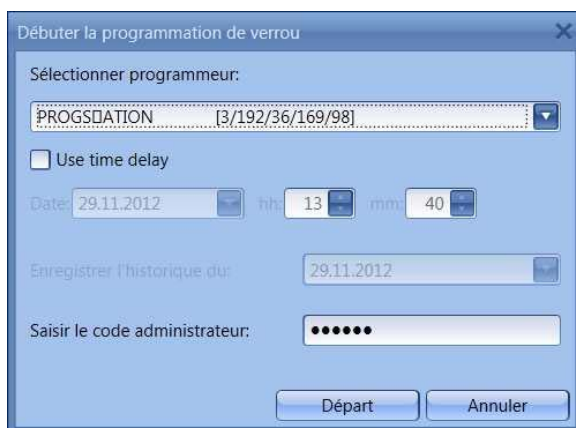 Débuter la programmation de verrou
Sélectionner programmeur:
PROGS▯ATION [3/192/36/169/98]
Use time delay
Date: 29.11.2012 hh: 13 mm: 40
Enregistrer l'historique du: 29.11.2012
Saisir le code administrateur: ●●●●●●
Départ Annuler